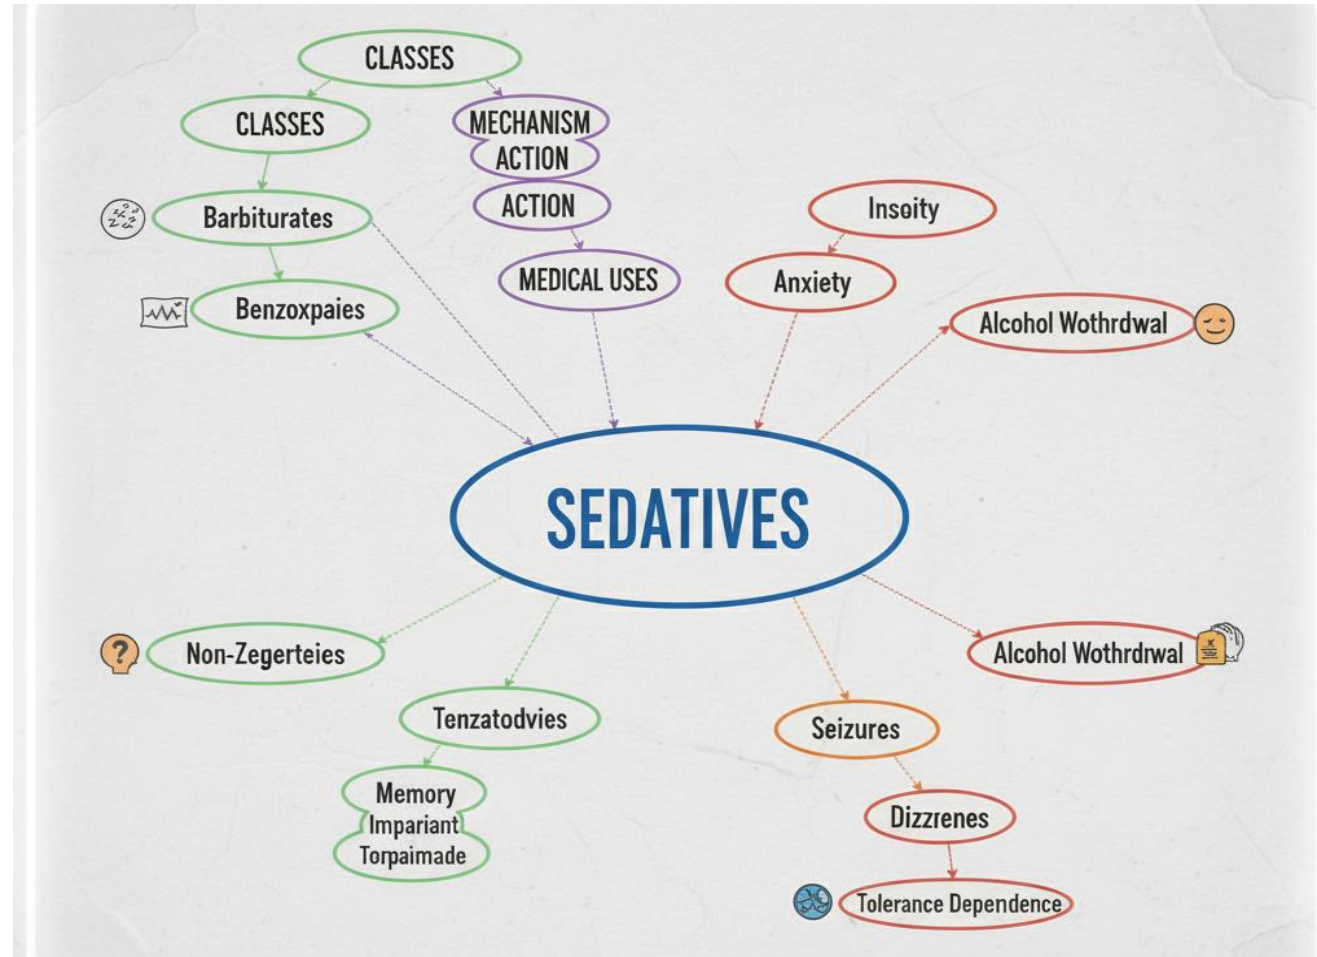 CLASSES
CLASSES
MECHANISM
ACTION
ACTION
Barbiturates
Insoity
MEDICAL USES
Anxiety
Benzoxpaies
Alcohol Wothrdwal
SEDATIVES
Non-Zegerteies
Alcohol Wothrdrwal
Tenzatodvies
Seizures
Memory
Impariant
Torpaimade
Dizzrenes
Tolerance Dependence